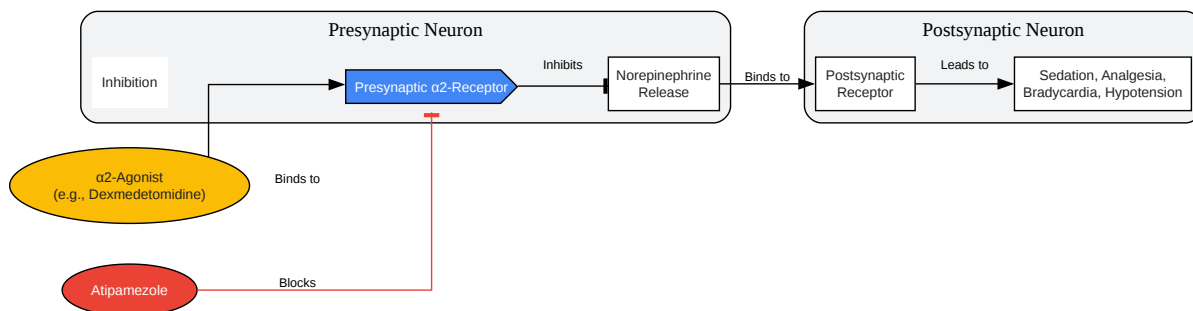 Presynaptic Neuron
Postsynaptic Neuron
Inhibition
Presynaptic α2-Receptor
Inhibits
Norepinephrine
Release
Binds to
Postsynaptic
Receptor
Leads to
Sedation, Analgesia,
Bradycardia, Hypotension
α2-Agonist
(e.g., Dexmedetomidine)
Binds to
Atipamezole
Blocks